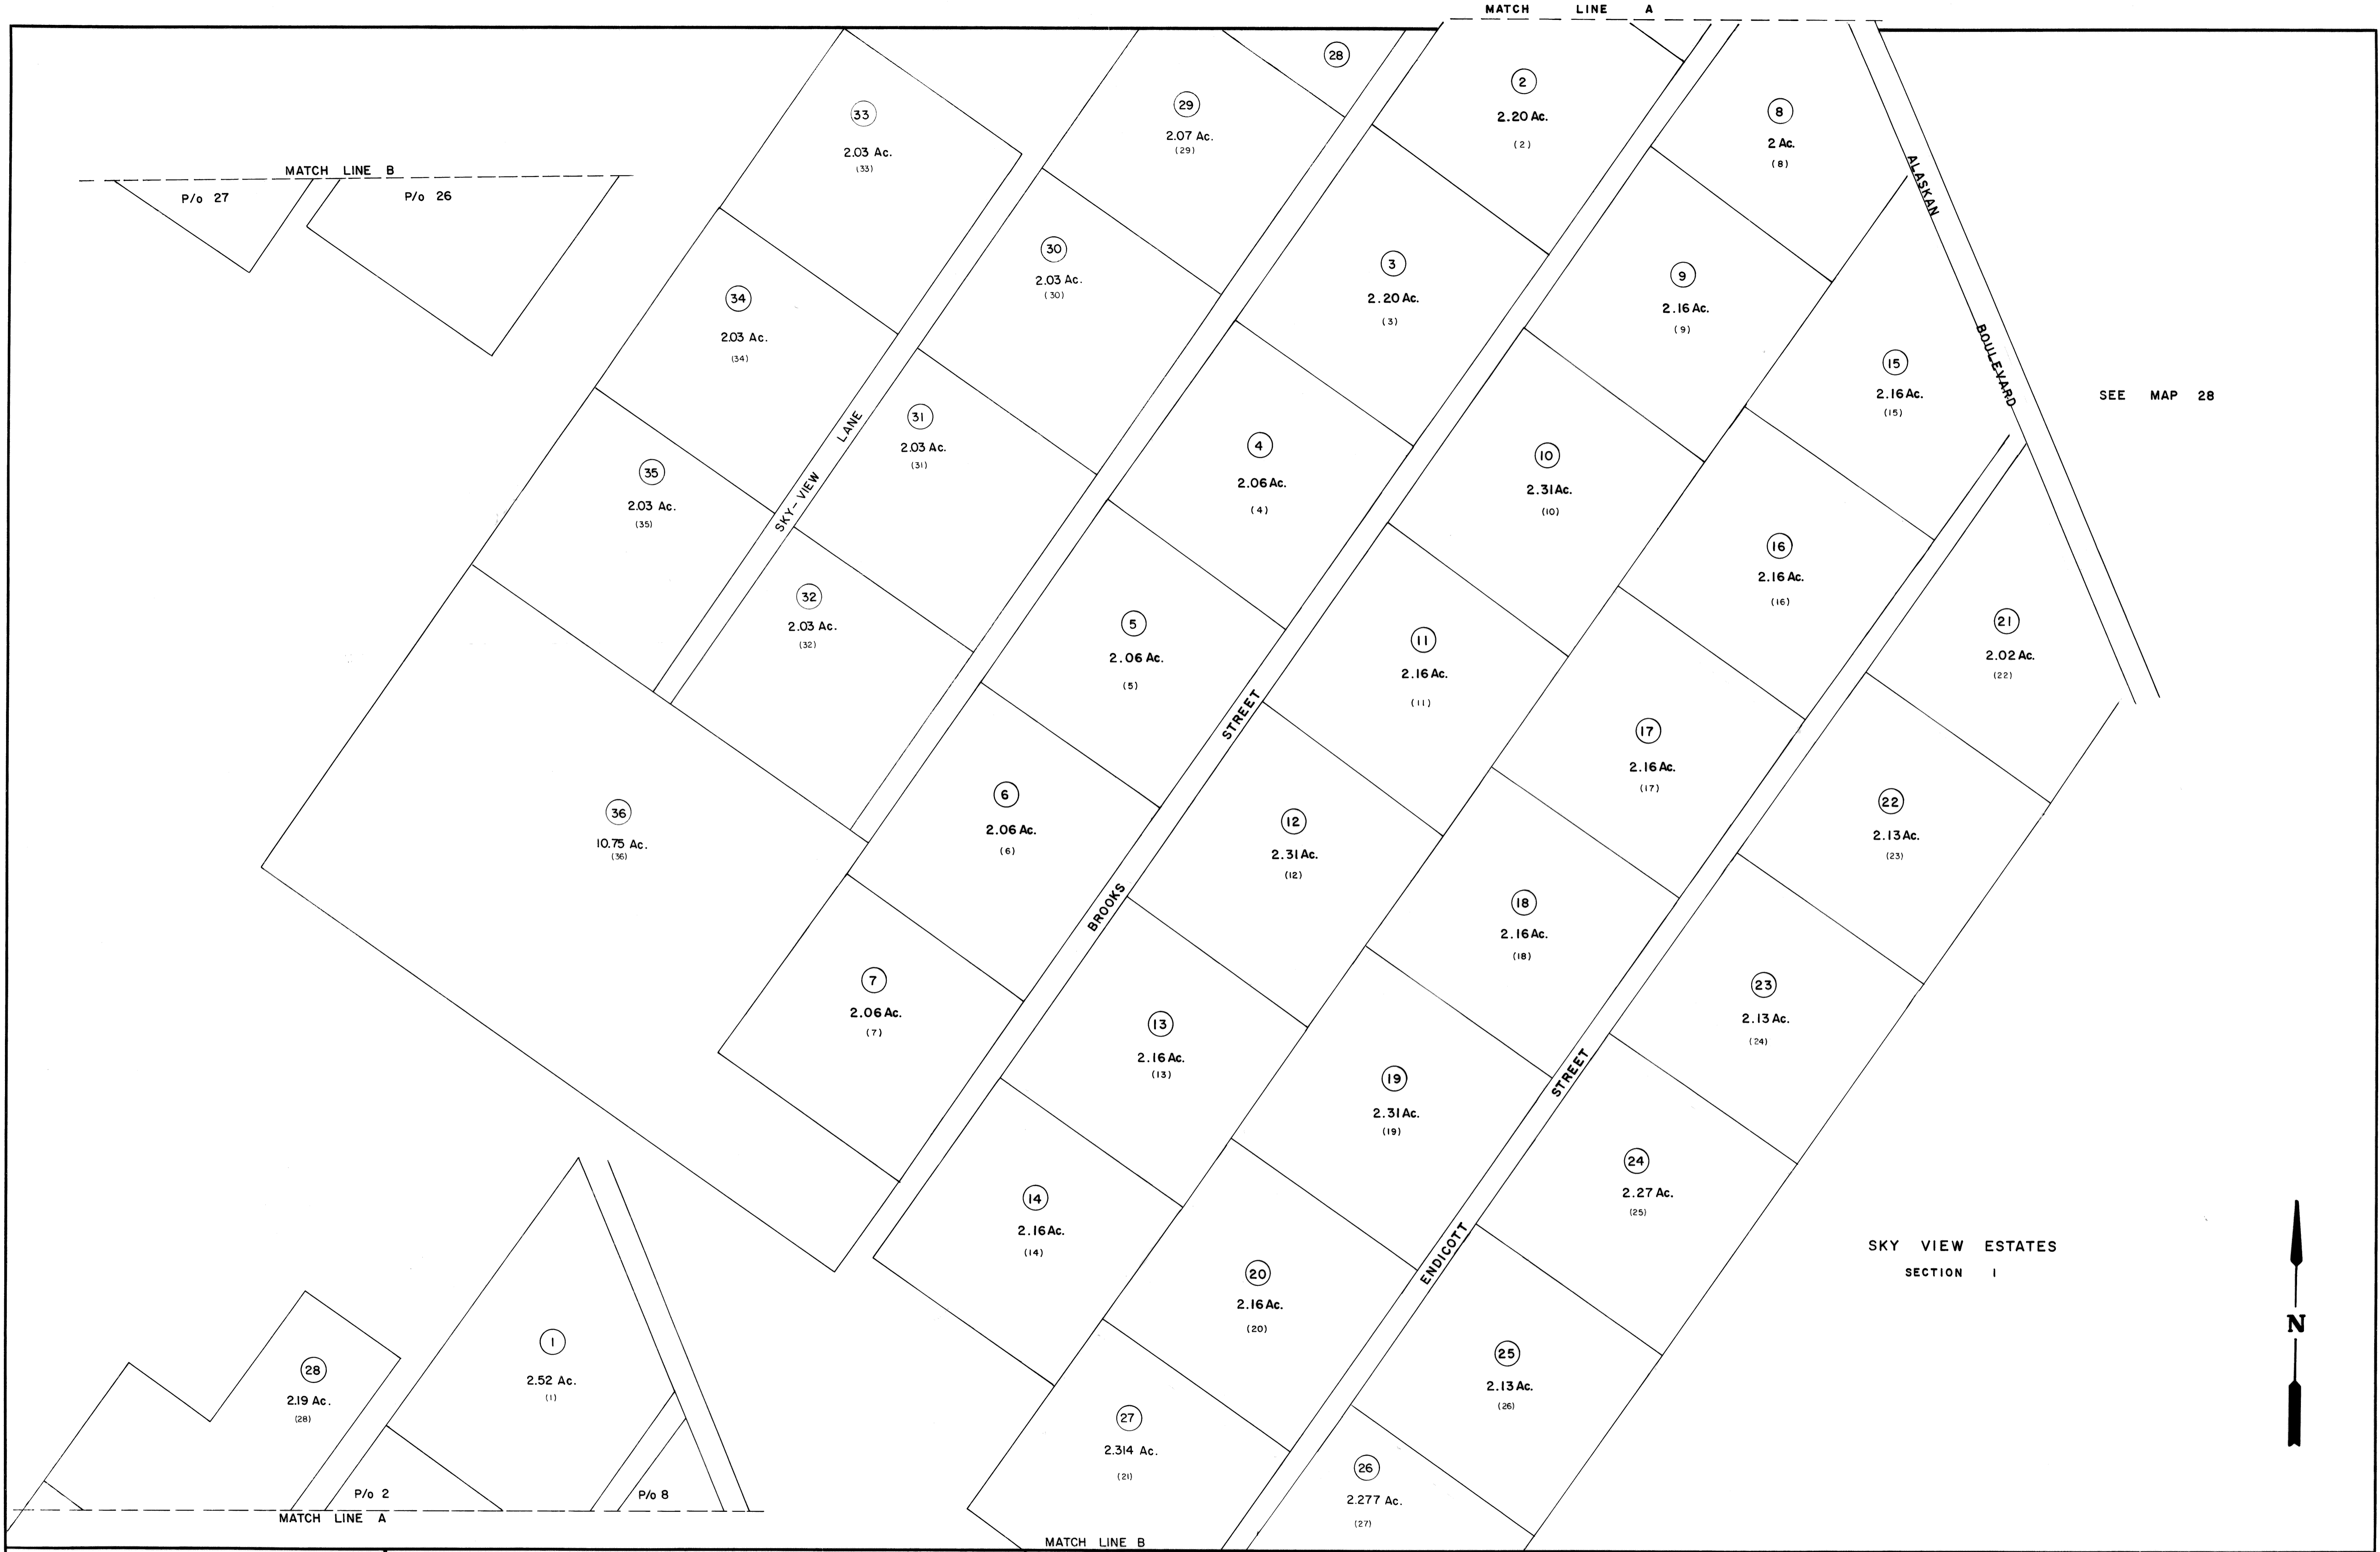 MATCH LINE A
28
2
2.20 Ac.
(2)
8
2 Ac.
(8)
33
2.03 Ac.
(33)
29
2.07 Ac.
(29)
MATCH LINE B
P/o 27
P/o 26
ALASKAN BOULEVARD
30
2.03 Ac.
(30)
3
2.20 Ac.
(3)
9
2.16 Ac.
(9)
34
2.03 Ac.
(34)
15
2.16 Ac.
(15)
SEE MAP 28
31
2.03 Ac.
(31)
4
2.06 Ac.
(4)
10
2.31 Ac.
(10)
35
2.03 Ac.
(35)
SKY-VIEW LANE
16
2.16 Ac.
(16)
32
2.03 Ac.
(32)
5
2.06 Ac.
(5)
11
2.16 Ac.
(11)
21
2.02 Ac.
(22)
17
2.16 Ac.
(17)
36
10.75 Ac.
(36)
6
2.06 Ac.
(6)
12
2.31 Ac.
(12)
22
2.13 Ac.
(23)
BROOKS STREET
18
2.16 Ac.
(18)
7
2.06 Ac.
(7)
13
2.16 Ac.
(13)
23
2.13 Ac.
(24)
19
2.31 Ac.
(19)
14
2.16 Ac.
(14)
24
2.27 Ac.
(25)
ENDICOTT STREET
20
2.16 Ac.
(20)
SKY VIEW ESTATES
SECTION 1
N
28
2.19 Ac.
(28)
1
2.52 Ac.
(1)
25
2.13 Ac.
(26)
27
2.314 Ac.
(21)
26
2.277 Ac.
(27)
P/o 2
P/o 8
MATCH LINE A
MATCH LINE B